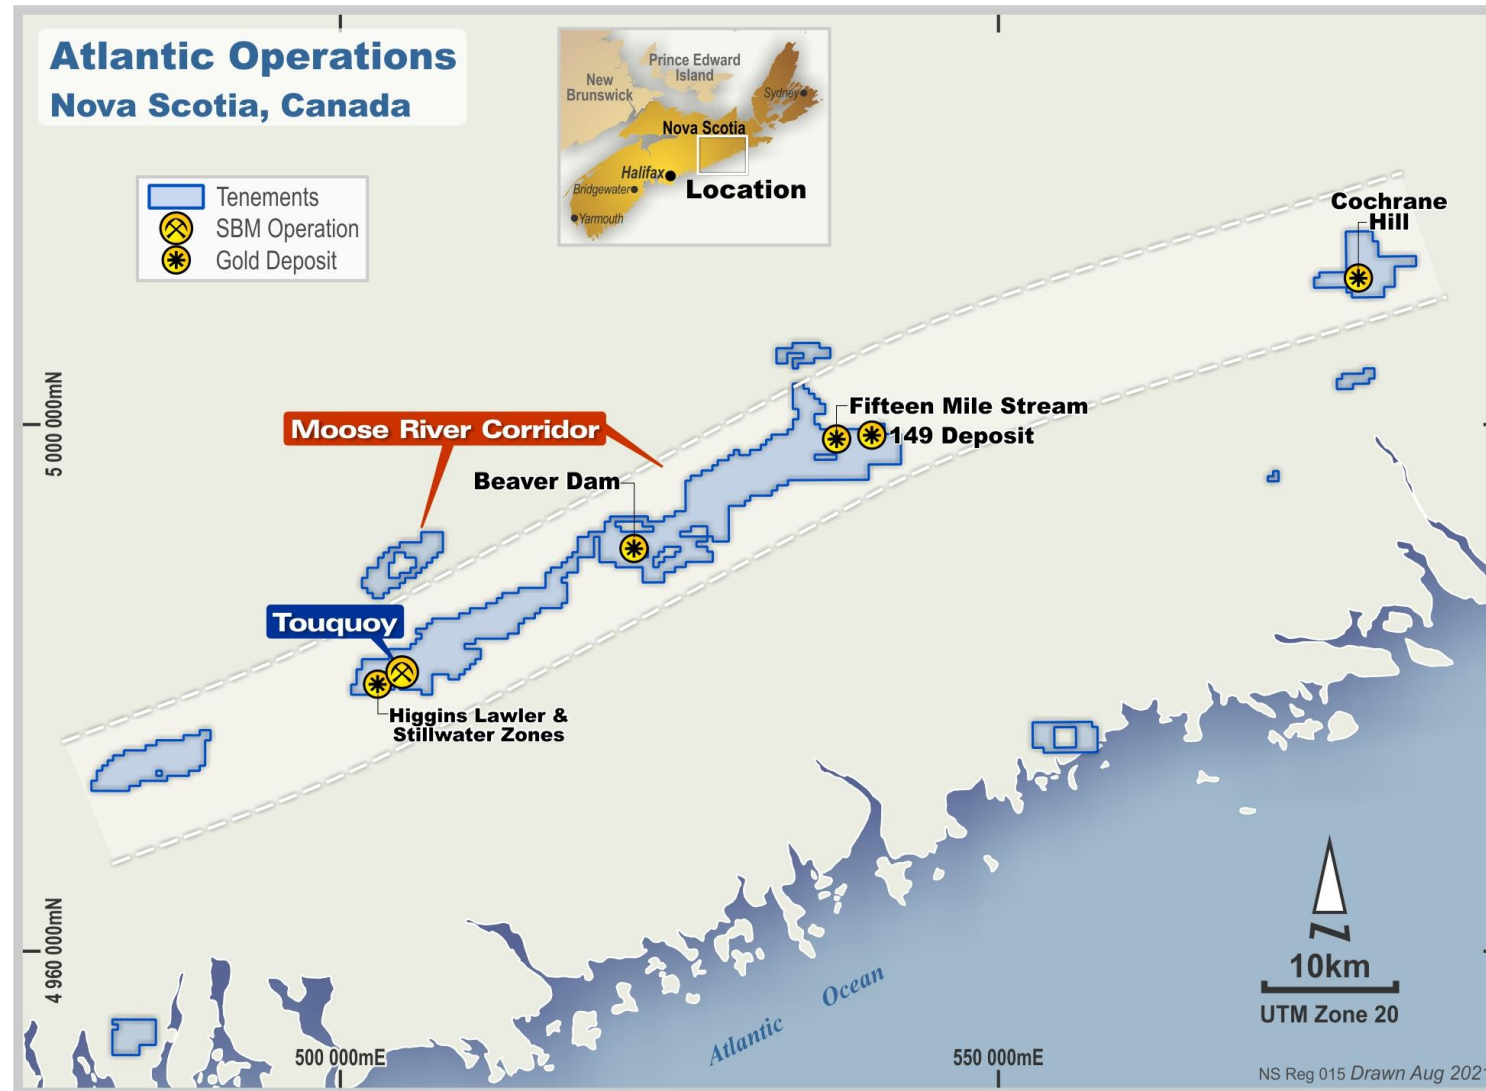 Atlantic Operations
Nova Scotia, Canada
Tenements
SBM Operation
Gold Deposit
Prince Edward
Island
New
Brunswick
Sydney
Nova Scotia
Halifax
Bridgewater
Yarmouth
Location
Cochrane
Hill
Fifteen Mile Stream
149 Deposit
Moose River Corridor
Beaver Dam
Touquoy
Higgins Lawler &
Stillwater Zones
5 000 000mN
4 960 000mN
500 000mE
550 000mE
Atlantic Ocean
N
10km
UTM Zone 20
NS Reg 015 Drawn Aug 2021